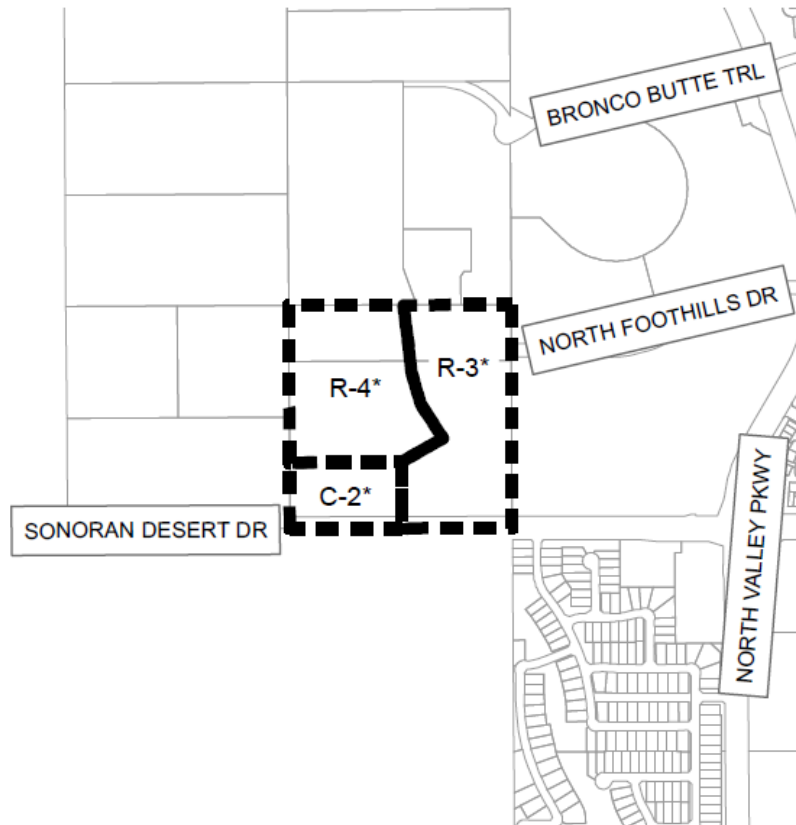 BRONCO BUTTE TRL
NORTH FOOTHILLS DR
R-3*
R-4*
C-2*
SONORAN DESERT DR
NORTH VALLEY PKWY